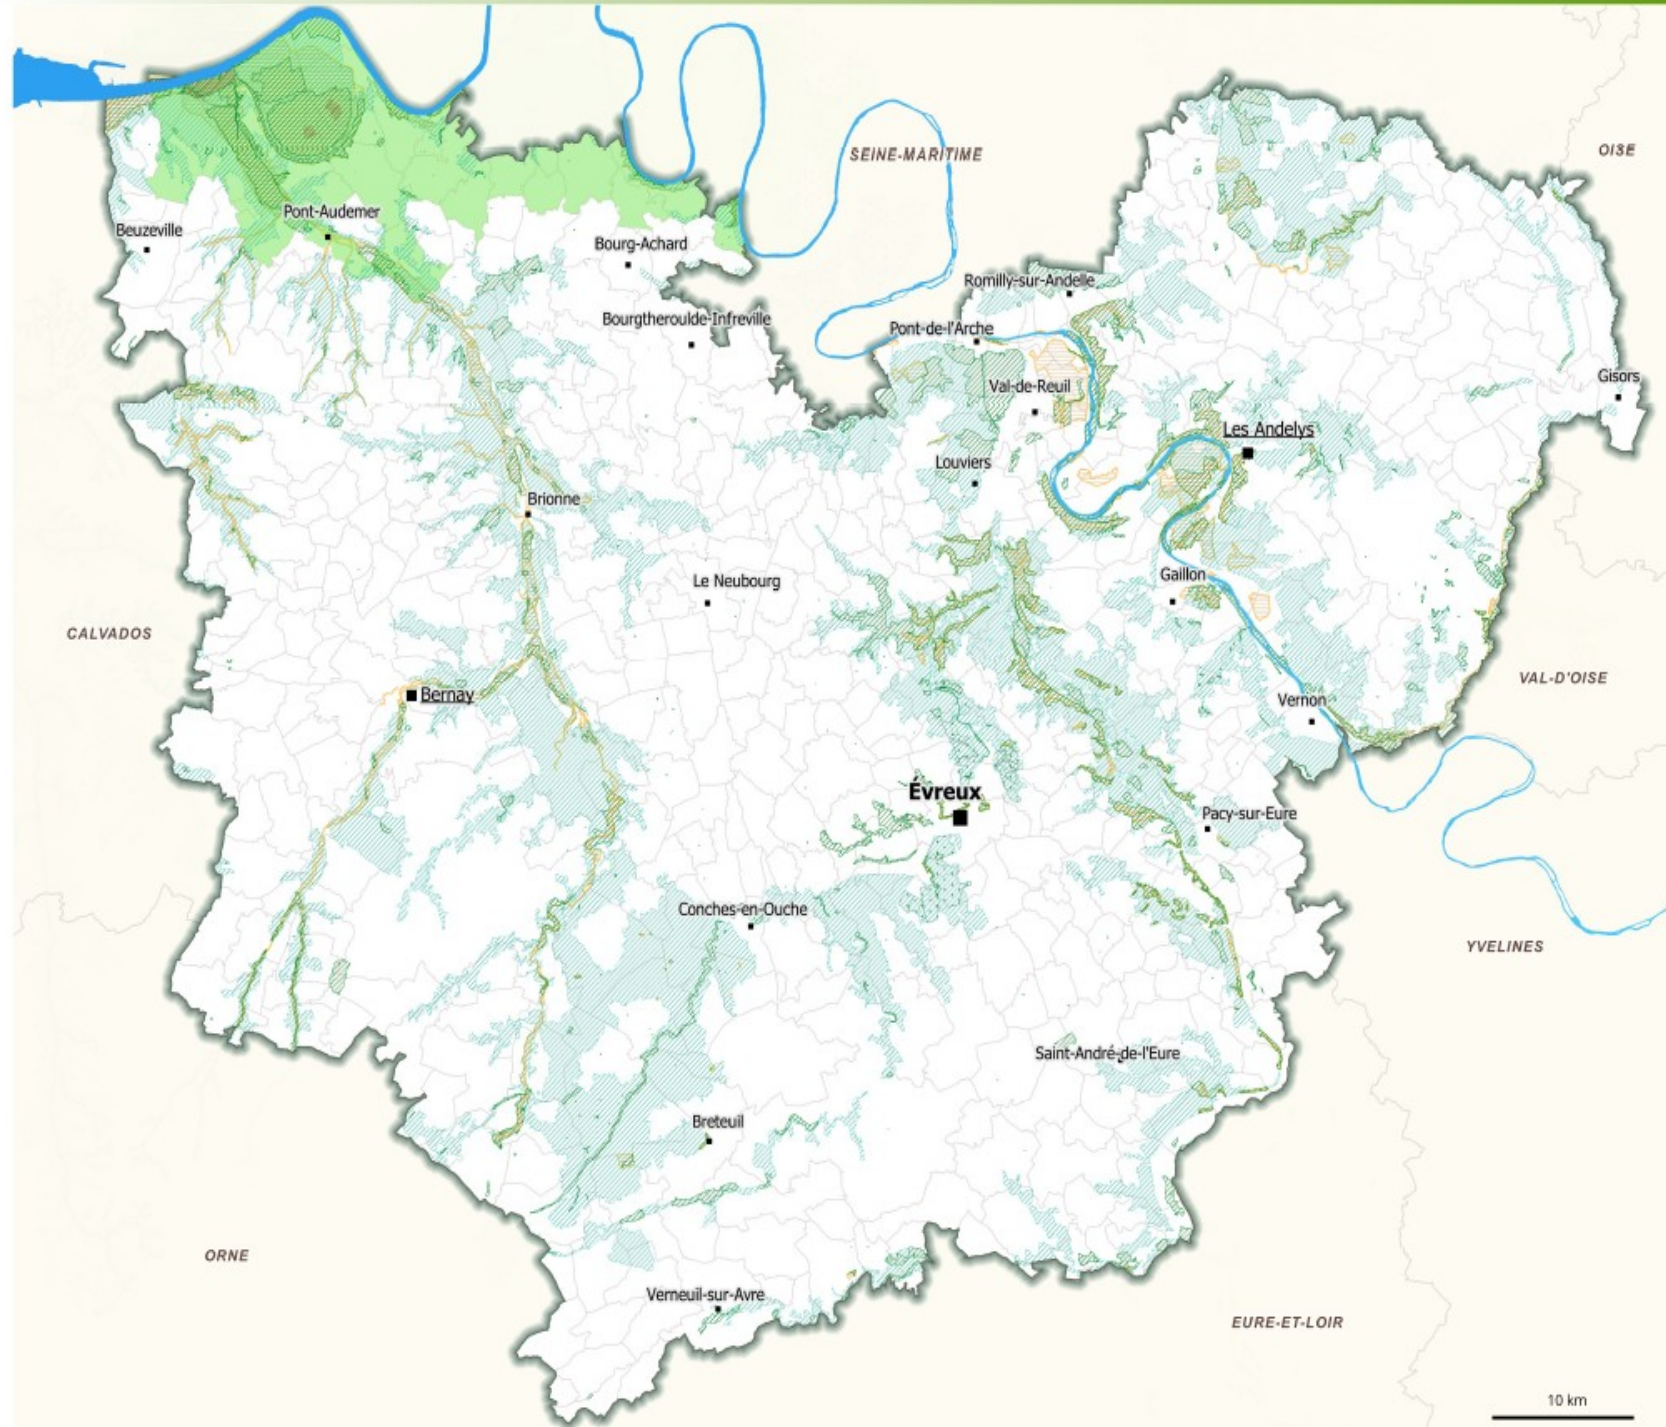 SEINE-MARITIME
OISE
Pont-Audemer
Beuzeville
Bourg-Achard
Romilly-sur-Andelle
Bourgtheroulde-Infreville
Pont-de-l'Arche
Gisors
Val-de-Reuil
Les Andelys
Louviers
Brionne
Gaillon
Le Neubourg
CALVADOS
VAL-D'OISE
Bernay
Vernon
Évreux
Pacy-sur-Eure
Conches-en-Ouche
YVELINES
Saint-André-de-l'Eure
Breteuil
ORNE
Verneuil-sur-Avre
EURE-ET-LOIR
10 km